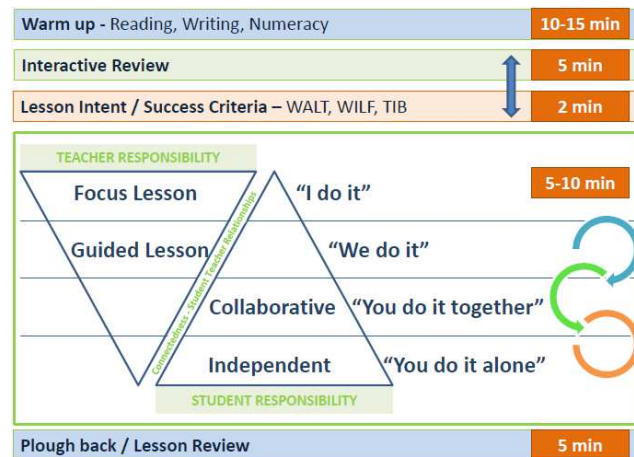 Warm up - Reading, Writing, Numeracy 10-15 min
Interactive Review 5 min
Lesson Intent / Success Criteria – WALT, WILF, TIB 2 min
TEACHER RESPONSIBILITY
Focus Lesson "I do it" 5-10 min
Guided Lesson "We do it"
Connectedness - Student Teacher Relationships
Collaborative "You do it together"
Independent "You do it alone"
STUDENT RESPONSIBILITY
Plough back / Lesson Review 5 min